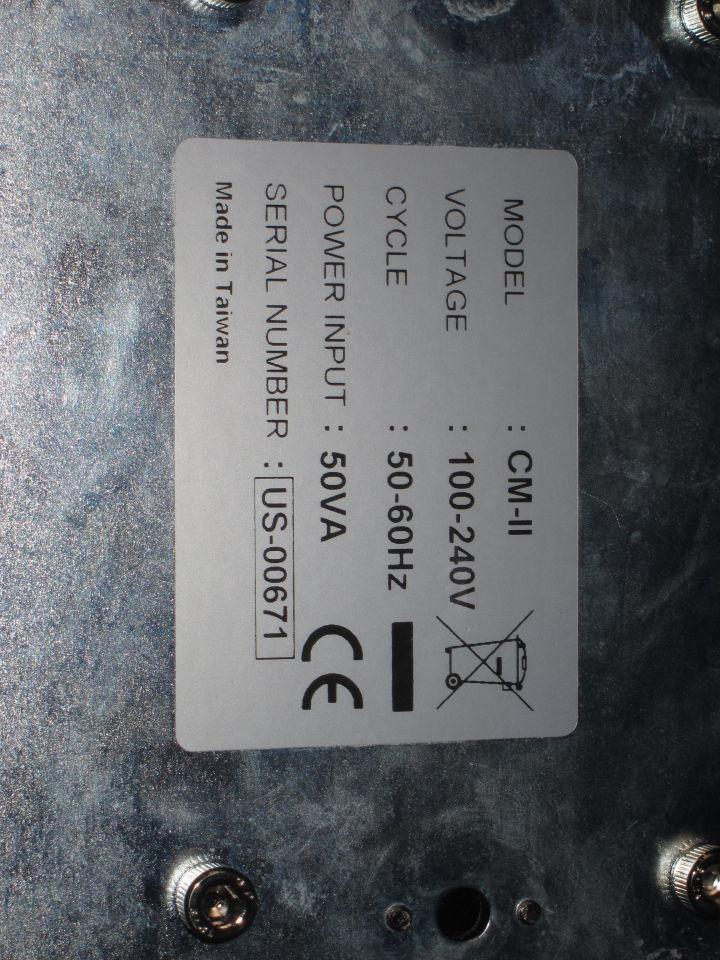 MODEL : CM-II
VOLTAGE : 100-240V
CYCLE : 50-60Hz
POWER INPUT : 50VA
SERIAL NUMBER : US-00671
Made in Taiwan
CE